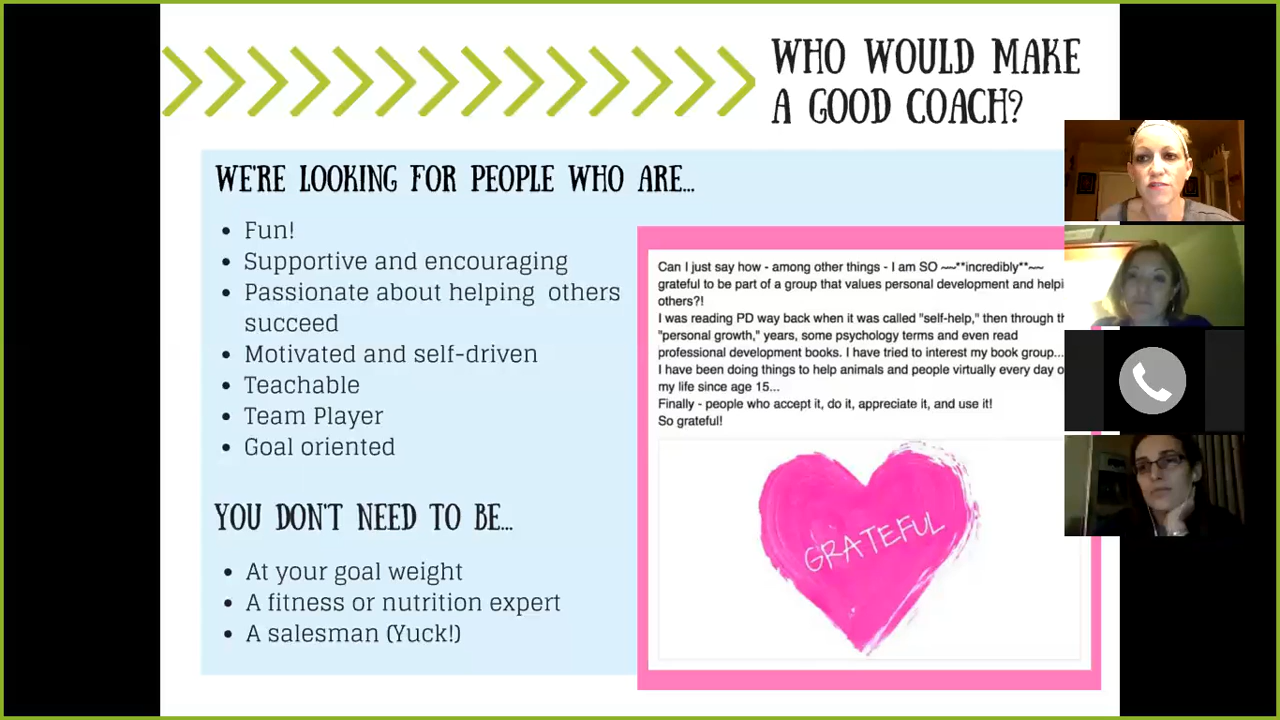 WHO WOULD MAKE
A GOOD COACH?
WE'RE LOOKING FOR PEOPLE WHO ARE...
• Fun!
• Supportive and encouraging
• Passionate about helping others
succeed
• Motivated and self-driven
• Teachable
• Team Player
• Goal oriented
YOU DON'T NEED TO BE...
• At your goal weight
• A fitness or nutrition expert
• A salesman (Yuck!)
Can I just say how - among other things - I am SO ~~**incredibly**~~
grateful to be part of a group that values personal development and helpi
others?!
I was reading PD way back when it was called "self-help," then through th
"personal growth," years, some psychology terms and even read
professional development books. I have tried to interest my book group...
I have been doing things to help animals and people virtually every day o
my life since age 15...
Finally - people who accept it, do it, appreciate it, and use it!
So grateful!
GRATEFUL